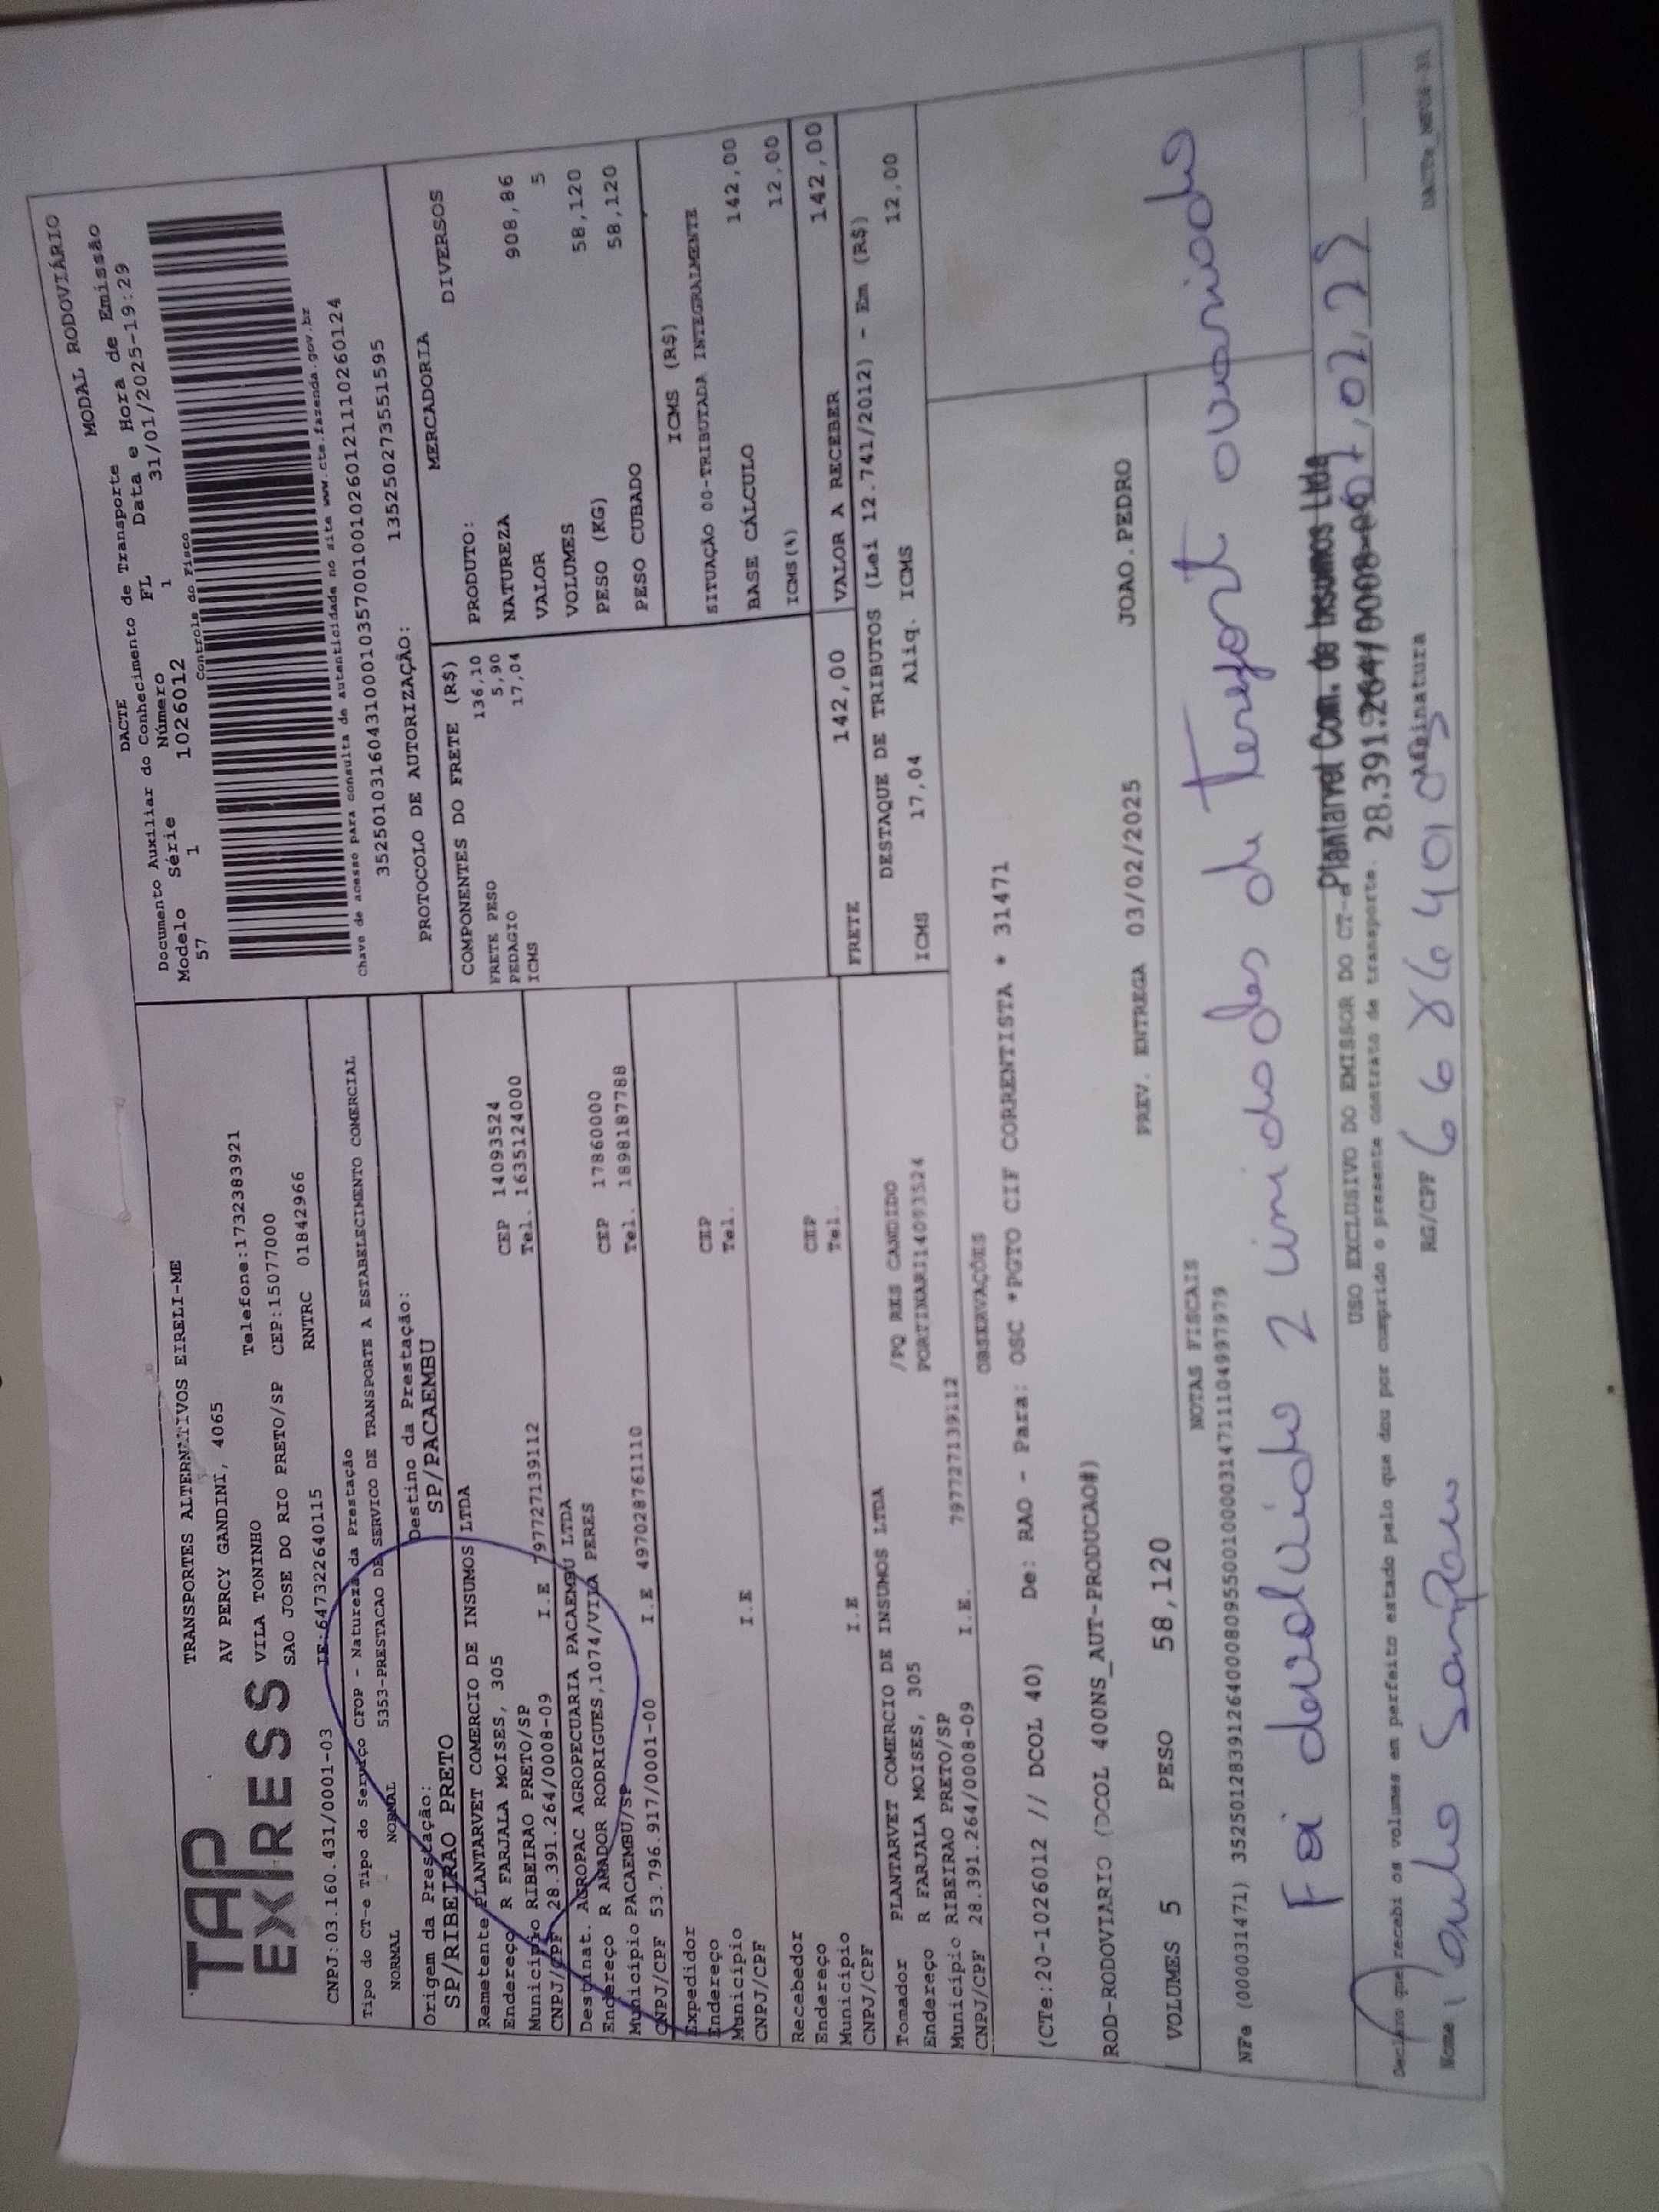 TAP
EXPRESS
TRANSPORTES ALTERNATIVOS EIRELI-ME
AV PERCY GANDINI, 4065
Telefone:1732383921
VILA TONINHO
SAO JOSE DO RIO PRETO/SP CEP:15077000
CNPJ:03.160.431/0001-03 IE:647322640115 RNTRC 01842966
Tipo do CT-e Tipo do Serviço CFOP - Natureza da Prestação
NORMAL NORMAL 5353-PRESTACAO DE SERVICO DE TRANSPORTE A ESTABELECIMENTO COMERCIAL
Origem da Prestação: Destino da Prestação:
SP/RIBEIRAO PRETO SP/PACAEMBU
Remetente PLANTARVET COMERCIO DE INSUMOS LTDA
Endereço R FARJALA MOISES, 305 CEP 14093524
Município RIBEIRAO PRETO/SP Tel. 1635124000
CNPJ/CPF 28.391.264/0008-09 I.E 797727139112
Destinat. AGROPAC AGROPECUARIA PACAEMBU LTDA
Endereço R AMADOR RODRIGUES,1074/VILA PERES CEP 17860000
Município PACAEMBU/SP Tel. 1898187788
CNPJ/CPF 53.796.917/0001-00 I.E 497028761110
Expedidor
Endereço CEP
Município Tel.
CNPJ/CPF I.E
Recebedor
Endereço CEP
Município Tel.
CNPJ/CPF I.E
Tomador PLANTARVET COMERCIO DE INSUMOS LTDA
Endereço R FARJALA MOISES, 305 /PQ RES CANDIDO
Município RIBEIRAO PRETO/SP PORTINARI14093524
CNPJ/CPF 28.391.264/0008-09 I.E. 797727139112
MODAL RODOVIÁRIO
DACTE
Documento Auxiliar do Conhecimento de Transporte
Modelo Série Número FL Data e Hora de Emissão
57 1 1026012 1 31/01/2025-19:29
Controle do Fisco
Chave de acesso para consulta de autenticidade no site www.cte.fazenda.gov.br
35250103160431000103570010010260121110260124
PROTOCOLO DE AUTORIZAÇÃO: 135250273551595
COMPONENTES DO FRETE (R$)
FRETE PESO 136,10
PEDAGIO 5,90
ICMS 17,04
MERCADORIA
PRODUTO: DIVERSOS
NATUREZA
VALOR 908,86
VOLUMES 5
PESO (KG) 58,120
PESO CUBADO 58,120
ICMS (R$)
SITUAÇÃO 00-TRIBUTADA INTEGRALMENTE
BASE CÁLCULO 142,00
ICMS(%) 12,00
FRETE 142,00 VALOR A RECEBER 142,00
DESTAQUE DE TRIBUTOS (Lei 12.741/2012) - Em (R$)
ICMS 17,04 Aliq. ICMS 12,00
OBSERVAÇÕES
(CTe:20-1026012 // DCOL 40) De: RAO - Para: OSC *PGTO CIF CORRENTISTA * 31471
ROD-RODOVIARIO (DCOL 400NS_AUT-PRODUCAO#)
VOLUMES 5 PESO 58,120 PREV. ENTREGA 03/02/2025 JOAO.PEDRO
NOTAS FISCAIS
NFe (00031471) 35250128391264000809550010000314711104997979
Foi devolvido 2 unidades de Terefort avariado
USO EXCLUSIVO DO EMISSOR DO CT-e
Plantarvet Com. de Insumos Ltda
28.391.264/0008-09
07,02,25
Declaro que recebi os volumes em perfeito estado pelo que dou por cumprido o presente contrato de transporte.
Nome Paulo Sampaio RG/CPF Assinatura
DACTe_MP06-32